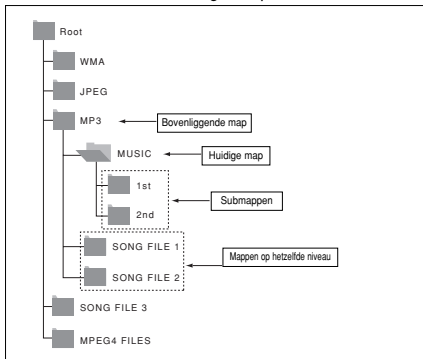 Root
WMA
JPEG
MP3
Bovenliggende map
MUSIC
Huidige map
1st
Submappen
2nd
SONG FILE 1
Mappen op hetzelfde niveau
SONG FILE 2
SONG FILE 3
MPEG4 FILES